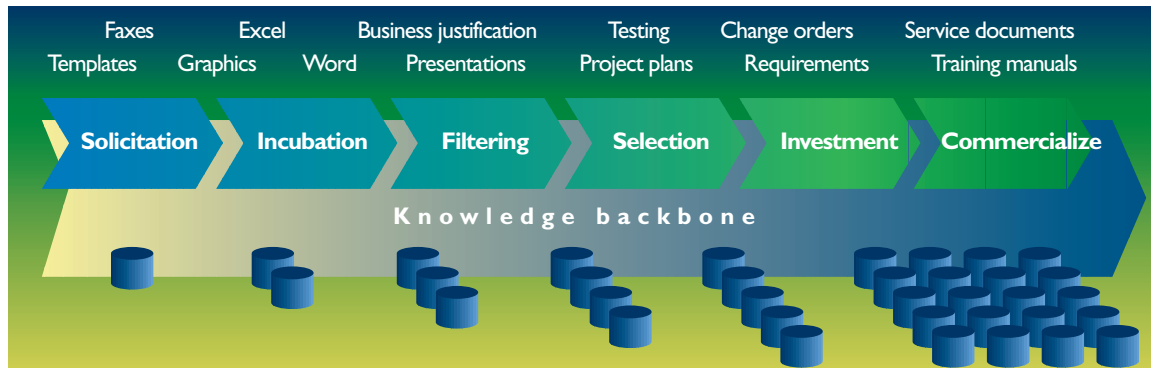 Faxes Excel Business justification Testing Change orders Service documents
Templates Graphics Word Presentations Project plans Requirements Training manuals
Solicitation Incubation Filtering Selection Investment Commercialize
Knowledge backbone